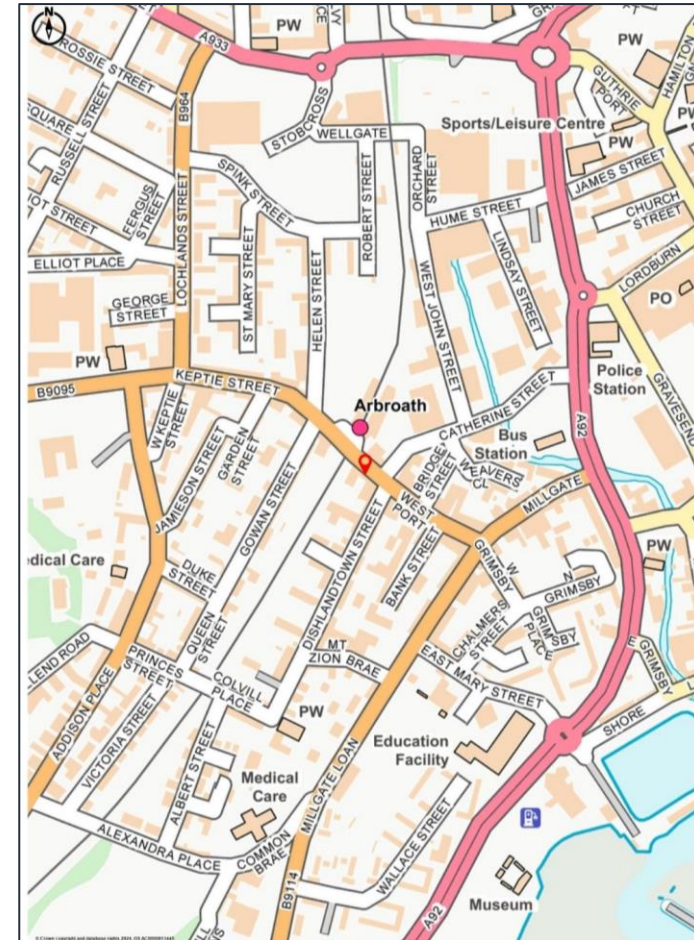 N
A933
PW
PW
ROSSIE STREET
B964
GUTHRIE PORT
HAMILTON
RUSSELL STREET
STOBCROSS
WELLGATE
Sports/Leisure Centre
PW
SQUARE
SPINK STREET
ORCHARD STREET
JAMES STREET
FERGUS STREET
LOCHLANDS STREET
ROBERT STREET
HUME STREET
CHURCH STREET
ELLIOT PLACE
ST MARY STREET
HELEN STREET
WEST JOHN STREET
LINDSAY STREET
LORDBURN
GEORGE STREET
PO
PW
KEPTIE STREET
Police Station
B9095
W KEPTIE STREET
Arbroath
CATHERINE STREET
A92
JAMIESON STREET
GARDEN STREET
Bus Station
BRIDGE STREET
WEAVERS CL
GOWAN STREET
WEST PORT
MILLGATE
edical Care
DUKE STREET
DISHLANDTOWN STREET
BANK STREET
W GRIMSBY
N GRIMSBY
PW
QUEEN STREET
CHALMERS STREET
GRIMSBY PLACE
E GRIMSBY
LEND ROAD
PRINCES STREET
COLVILL PLACE
MT ZION BRAE
EAST MARY STREET
SHORE
ADDISON PLACE
VICTORIA STREET
PW
ALBERT STREET
Education Facility
Medical Care
MILLGATE LOAN
ALEXANDRA PLACE
COMMON BRAE
WALLACE STREET
B9114
A92
Museum